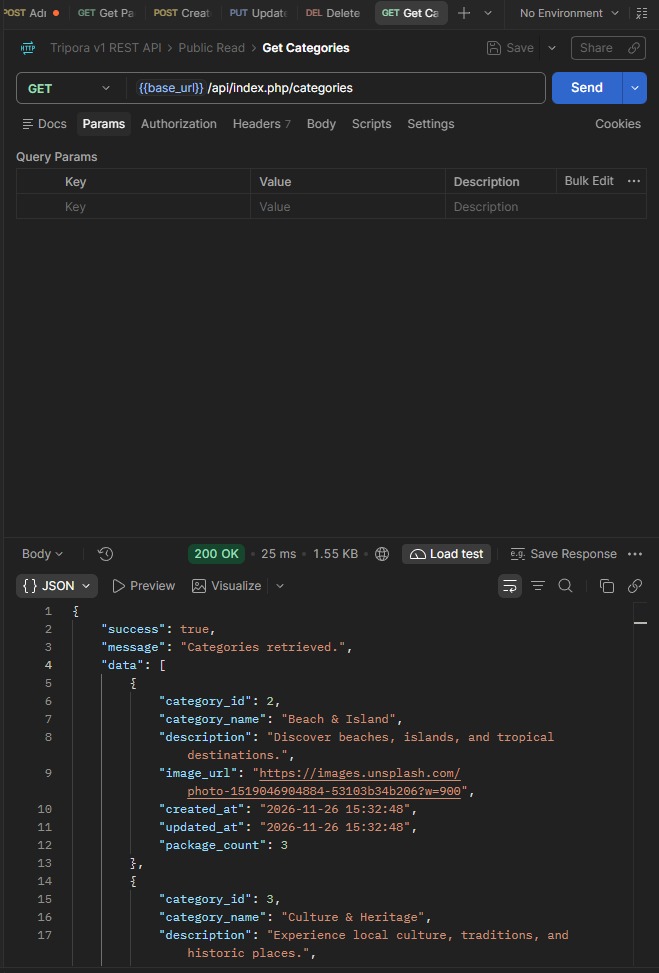 POST Adr GET Get Pa POST Creat PUT Update DEL Delete GET Get Ca No Environment
HTTP Tripora v1 REST API > Public Read > Get Categories Save Share
GET {{base_url}} /api/index.php/categories Send
Docs Params Authorization Headers 7 Body Scripts Settings Cookies
Query Params
Key Value Description Bulk Edit
Key Value Description
Body 200 OK 25 ms 1.55 KB Load test e.g. Save Response
{} JSON Preview Visualize
1 {
2 "success": true,
3 "message": "Categories retrieved.",
4 "data": [
5 {
6 "category_id": 2,
7 "category_name": "Beach & Island",
8 "description": "Discover beaches, islands, and tropical
destinations.",
9 "image_url": "https://images.unsplash.com/
photo-1519046904884-53103b34b206?w=900",
10 "created_at": "2026-11-26 15:32:48",
11 "updated_at": "2026-11-26 15:32:48",
12 "package_count": 3
13 },
14 {
15 "category_id": 3,
16 "category_name": "Culture & Heritage",
17 "description": "Experience local culture, traditions, and
historic places.",